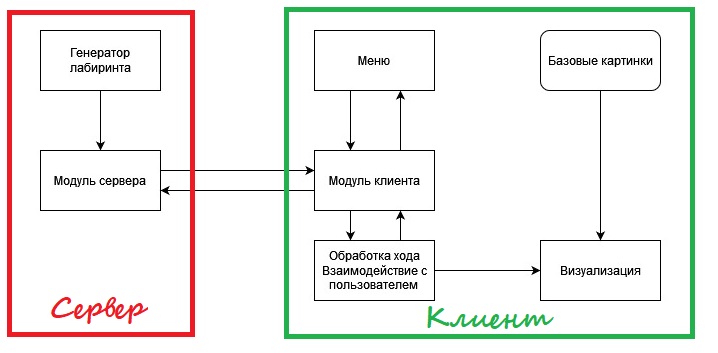 Генератор
лабиринта
Меню
Базовые картинки
Модуль сервера
Модуль клиента
Обработка хода
Взаимодействие с
пользователем
Визуализация
Сервер
Клиент